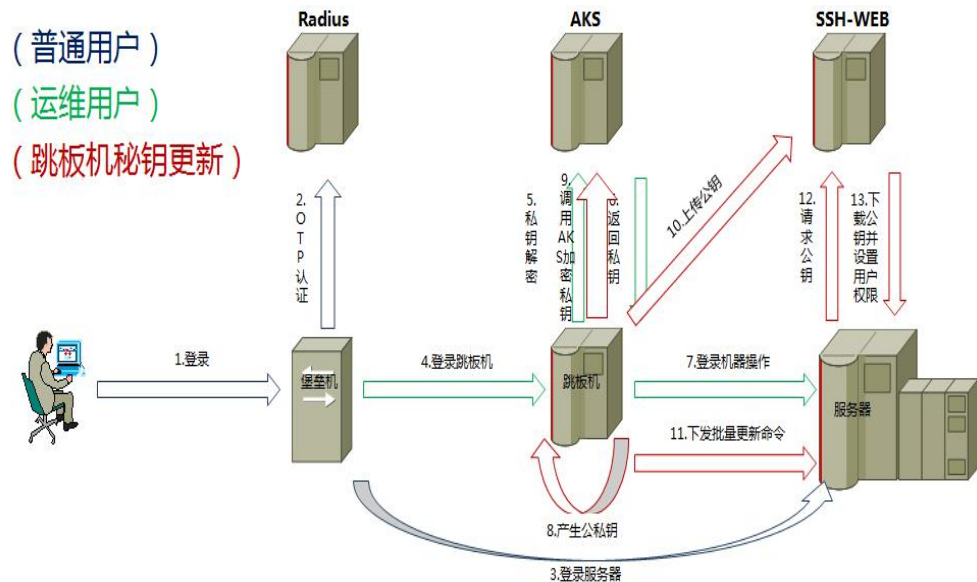 Radius
AKS
SSH-WEB
(普通用户)
(运维用户)
(跳板机秘钥更新)
2.OTP认证
5.私钥解密
9.调用AKS加密私钥
6.返回私钥
10.上传公钥
12.请求公钥
13.下载公钥并设置用户权限
1.登录
堡垒机
4.登录跳板机
跳板机
7.登录机器操作
服务器
11.下发批量更新命令
8.产生公私钥
3.登录服务器